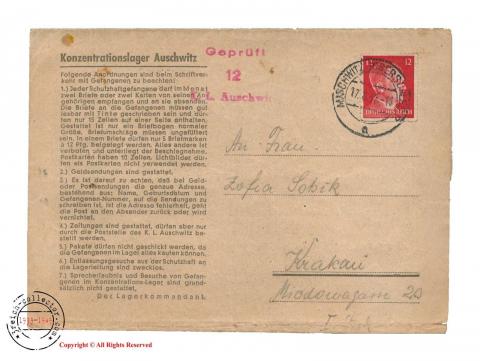 Konzentrationslager Auschwitz
Folgende Anordnungen sind beim Schriftver-
kehr mit Gefangenen zu beachten:
1.) Jeder Schutzhaftgefangene darf im Monat
zwei Briefe oder zwei Karten von seinen An-
gehörigen empfangen und an sie absenden.
Die Briefe an die Gefangenen müssen gut
lesbar mit Tinte geschrieben sein und dür-
fen nur 15 Zeilen auf einer Seite enthalten.
Gestattet ist nur ein Briefbogen normaler
Größe. Briefumschläge müssen ungefüttert
sein. In einem Briefe dürfen nur 5 Briefmarken
à 12 Pfg. beigelegt werden. Alles andere ist
verboten und unterliegt der Beschlagnahme.
Postkarten haben 10 Zeilen. Lichtbilder dür-
fen als Postkarten nicht verwendet werden.
2.) Geldsendungen sind gestattet.
3.) Es ist darauf zu achten, daß bei Geld-
oder Postsendungen die genaue Adresse,
bestehend aus: Name, Geburtsdatum und
Gefangenen-Nummer, auf die Sendungen zu
schreiben ist. Ist die Adresse fehlerhaft, geht
die Post an den Absender zurück oder wird
vernichtet.
4.) Zeitungen sind gestattet, dürfen aber nur
durch die Poststelle des K. L. Auschwitz be-
stellt werden.
5.) Pakete dürfen nicht geschickt werden, da
die Gefangenen im Lager alles kaufen können.
6.) Entlassungsgesuche aus der Schutzhaft an
die Lagerleitung sind zwecklos.
7.) Sprecherlaubnis und Besuche von Gefan-
genen im Konzentrations-Lager sind grund-
sätzlich nicht gestattet.
Der Lagerkommandant.
Geprüft
12
K. L. Auschwitz
12 12
DEUTSCHES REICH
a
An Frau
Zofia
Krakau
1933-1945
Copyright © All Rights Reserved